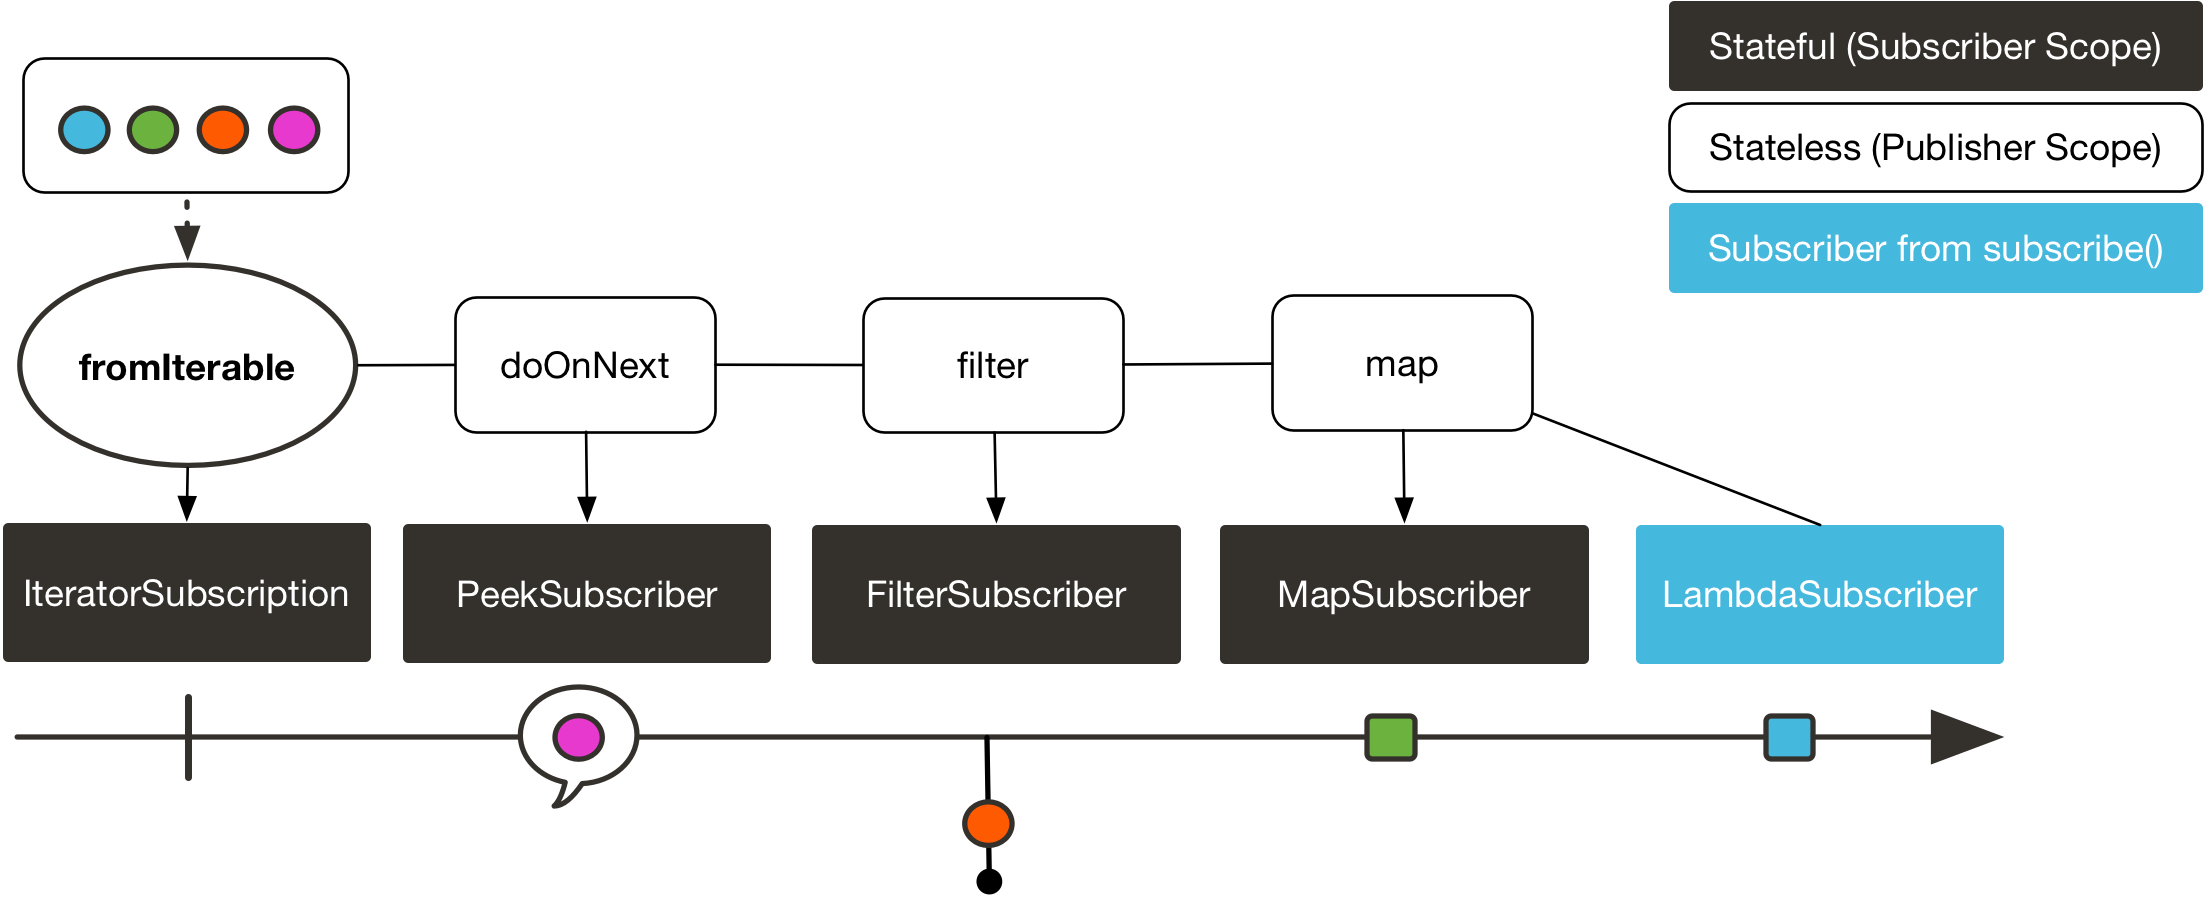 Stateful (Subscriber Scope)
Stateless (Publisher Scope)
Subscriber from subscribe()
fromIterable
doOnNext
filter
map
IteratorSubscription
PeekSubscriber
FilterSubscriber
MapSubscriber
LambdaSubscriber